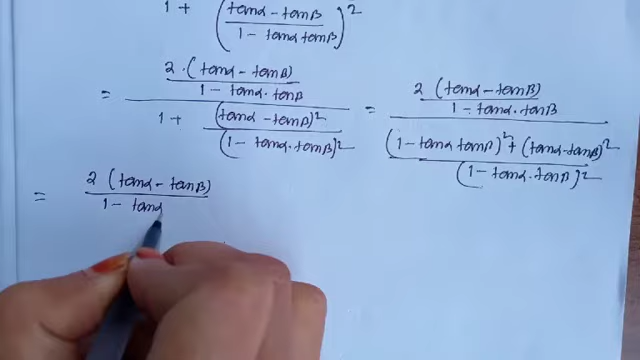 1 + (tanα - tanβ / 1 - tanα tanβ)²
= 2 · (tanα - tanβ) / 1 - tanα · tanβ / 1 + (tanα - tanβ)² / (1 - tanα · tanβ)² = 2 (tanα - tanβ) / 1 - tanα · tanβ / (1 - tanα tanβ)² + (tanα - tanβ)² / (1 - tanα · tanβ)²
= 2 (tanα - tanβ) / 1 - tanα